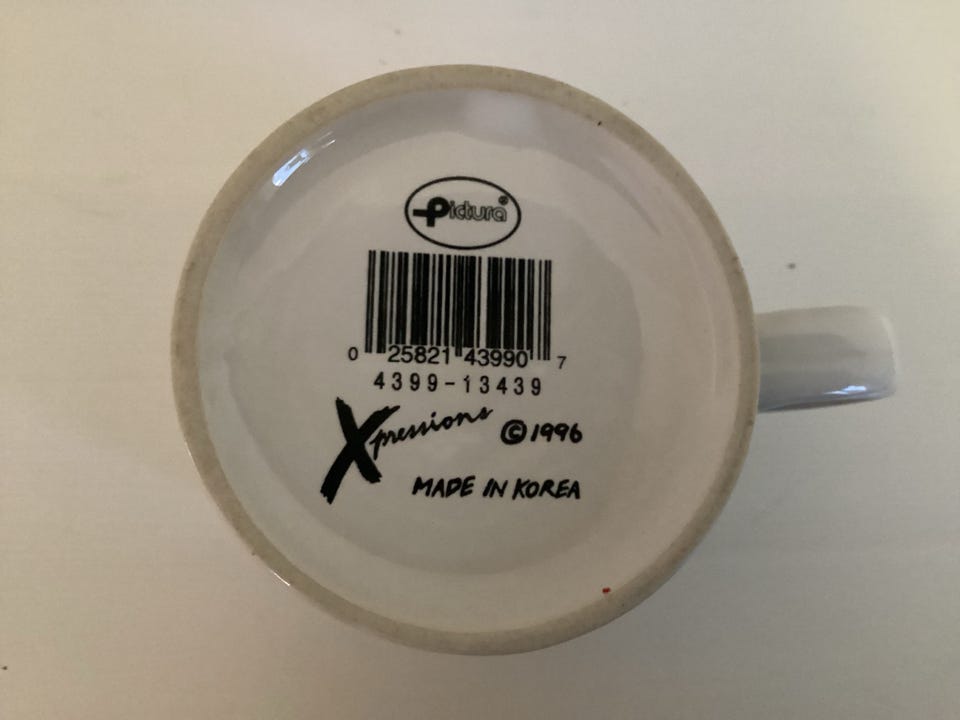 Pictura®
0 25821 43990 7
4399-13439
Xpressions © 1996
MADE IN KOREA